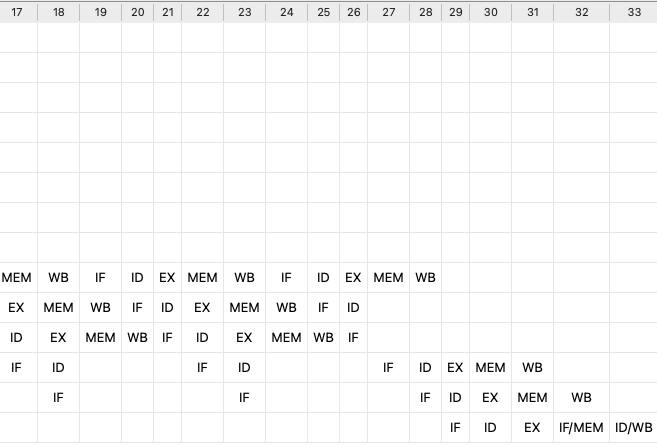 17 18 19 20 21 22 23 24 25 26 27 28 29 30 31 32 33
MEM WB IF ID EX MEM WB IF ID EX MEM WB
EX MEM WB IF ID EX MEM WB IF ID
ID EX MEM WB IF ID EX MEM WB IF
IF ID IF ID IF ID EX MEM WB
IF IF IF ID EX MEM WB
IF ID EX IF/MEM ID/WB